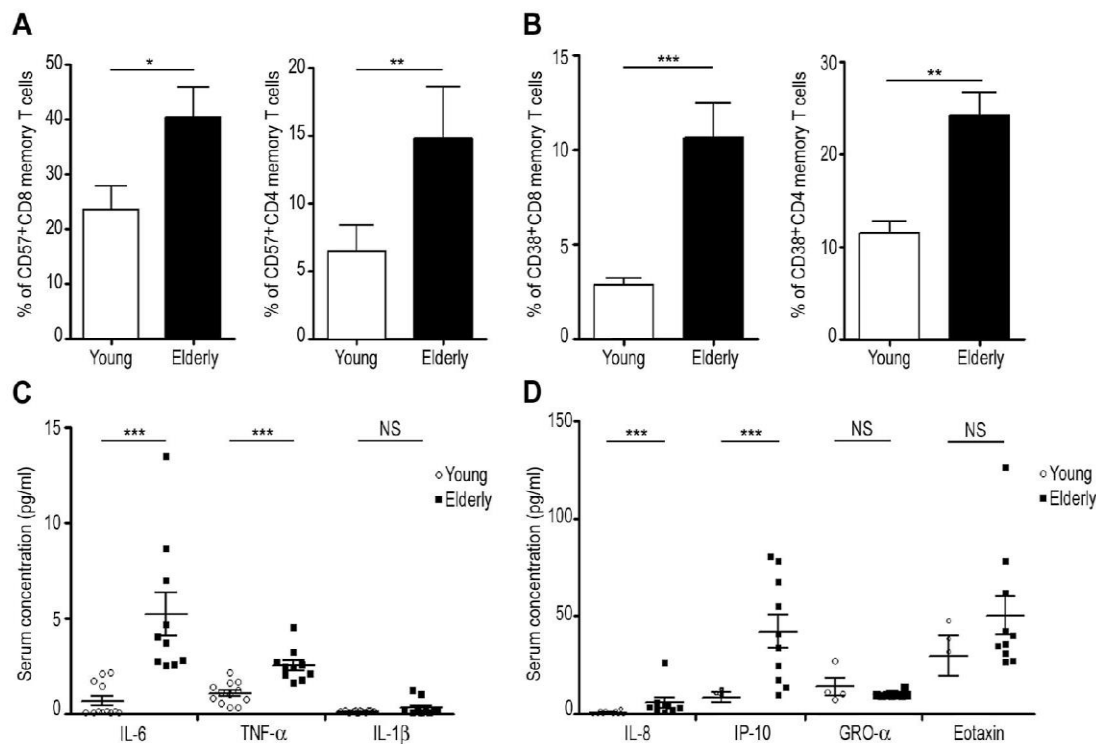 A
B
% of CD57+CD8 memory T cells
50
40
30
20
10
0
*
Young
Elderly
% of CD57+CD4 memory T cells
20
15
10
5
0
**
Young
Elderly
% of CD38+CD8 memory T cells
15
10
5
0
***
Young
Elderly
% of CD38+CD4 memory T cells
30
20
10
0
**
Young
Elderly
C
Serum concentration (pg/ml)
15
10
5
0
***
***
NS
Young
Elderly
IL-6
TNF-α
IL-1β
D
Serum concentration (pg/ml)
150
100
50
0
***
***
NS
NS
Young
Elderly
IL-8
IP-10
GRO-α
Eotaxin